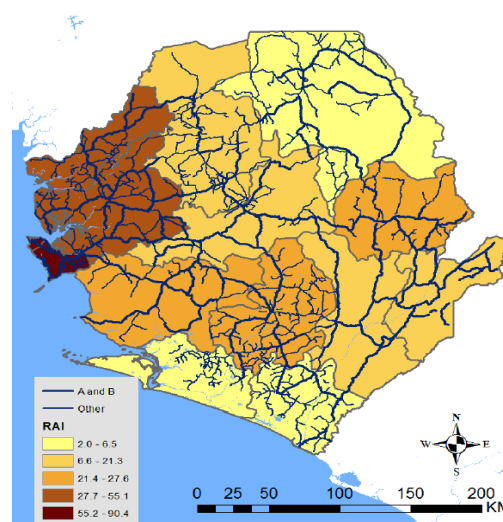 A and B
Other
RAI
2.0 - 6.5
6.6 - 21.3
21.4 - 27.6
27.7 - 55.1
55.2 - 90.4
N
W E
S
0 25 50 100 150 200
KM